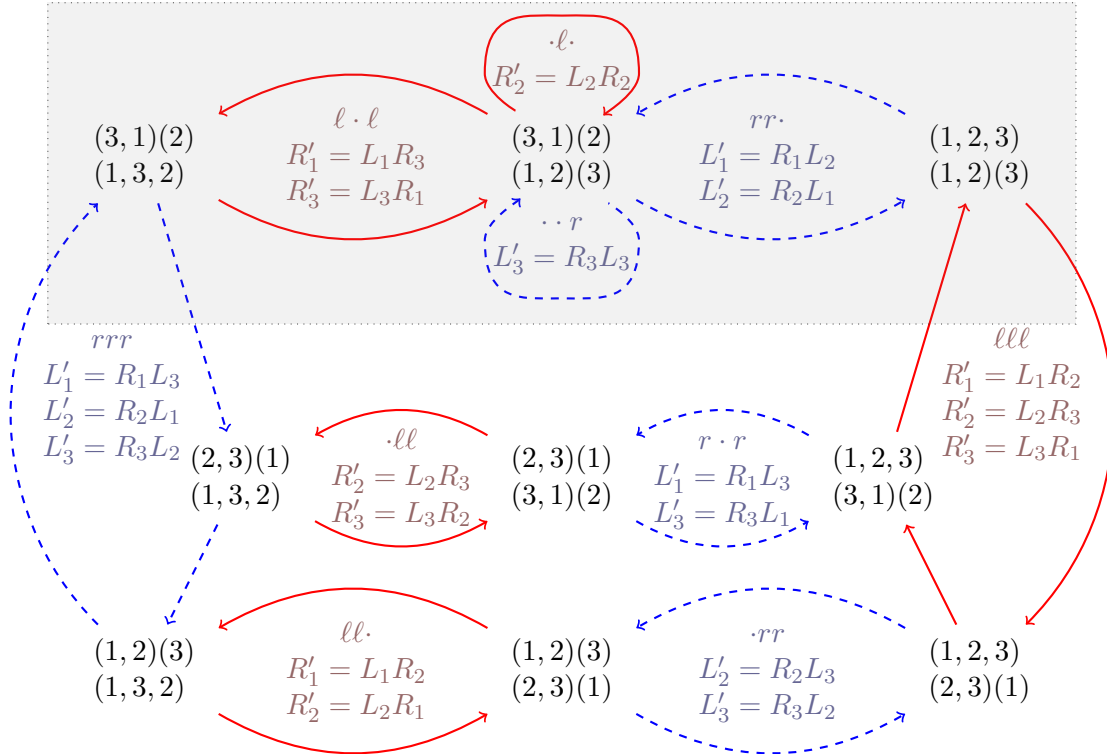 ·ℓ·
R′₂ = L₂R₂
(3, 1)(2)
(1, 3, 2)
ℓ · ℓ
R′₁ = L₁R₃
R′₃ = L₃R₁
(3, 1)(2)
(1, 2)(3)
rr·
L′₁ = R₁L₂
L′₂ = R₂L₁
(1, 2, 3)
(1, 2)(3)
· · r
L′₃ = R₃L₃
rrr
L′₁ = R₁L₃
L′₂ = R₂L₁
L′₃ = R₃L₂
ℓℓℓ
R′₁ = L₁R₂
R′₂ = L₂R₃
R′₃ = L₃R₁
(2, 3)(1)
(1, 3, 2)
·ℓℓ
R′₂ = L₂R₃
R′₃ = L₃R₂
(2, 3)(1)
(3, 1)(2)
r · r
L′₁ = R₁L₃
L′₃ = R₃L₁
(1, 2, 3)
(3, 1)(2)
(1, 2)(3)
(1, 3, 2)
ℓℓ·
R′₁ = L₁R₂
R′₂ = L₂R₁
(1, 2)(3)
(2, 3)(1)
·rr
L′₂ = R₂L₃
L′₃ = R₃L₂
(1, 2, 3)
(2, 3)(1)